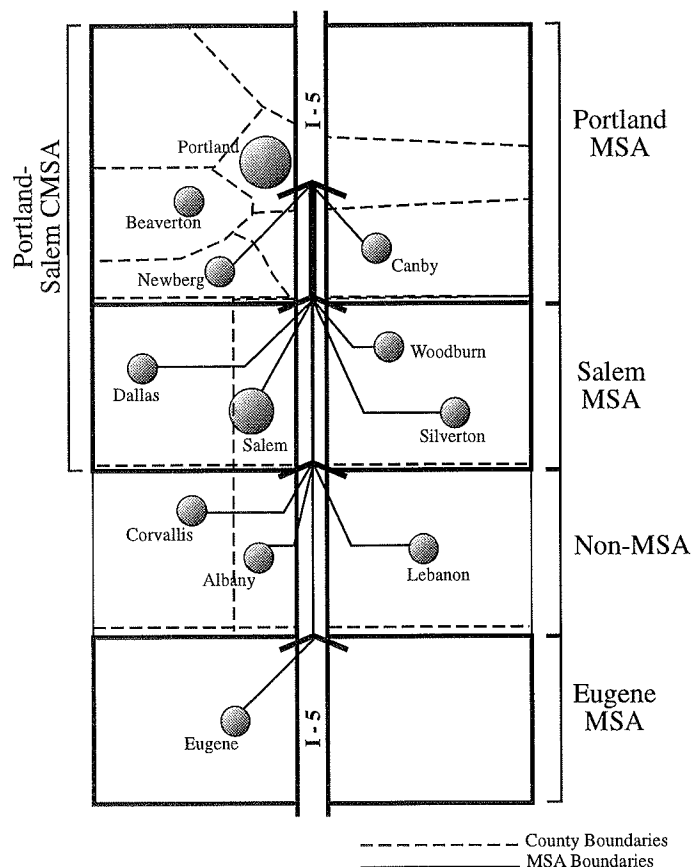 Portland-
Salem CMSA
I-5
Portland
MSA
Portland
Beaverton
Newberg
Canby
Dallas
Woodburn
Salem
MSA
Salem
Silverton
Corvallis
Albany
Lebanon
Non-MSA
Eugene
I-5
Eugene
MSA
County Boundaries
MSA Boundaries